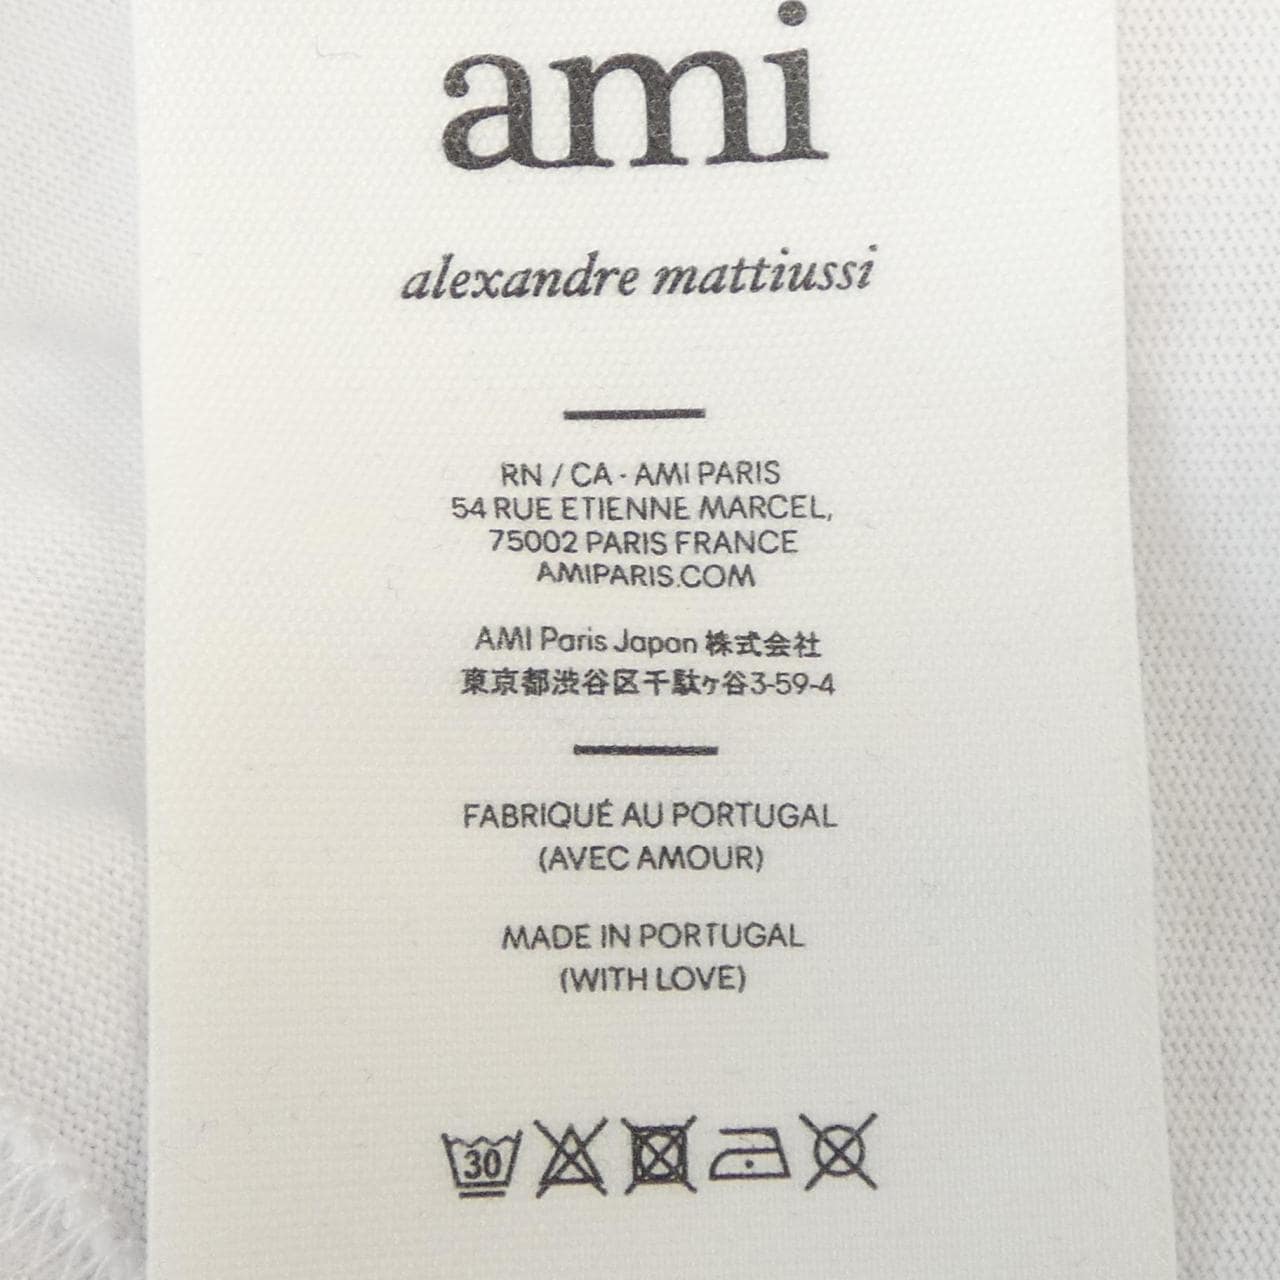 ami
alexandre mattiussi
RN / CA - AMI PARIS
54 RUE ETIENNE MARCEL,
75002 PARIS FRANCE
AMIPARIS.COM
AMI Paris Japan 株式会社
東京都渋谷区千駄ヶ谷3-59-4
FABRIQUÉ AU PORTUGAL
(AVEC AMOUR)
MADE IN PORTUGAL
(WITH LOVE)
30